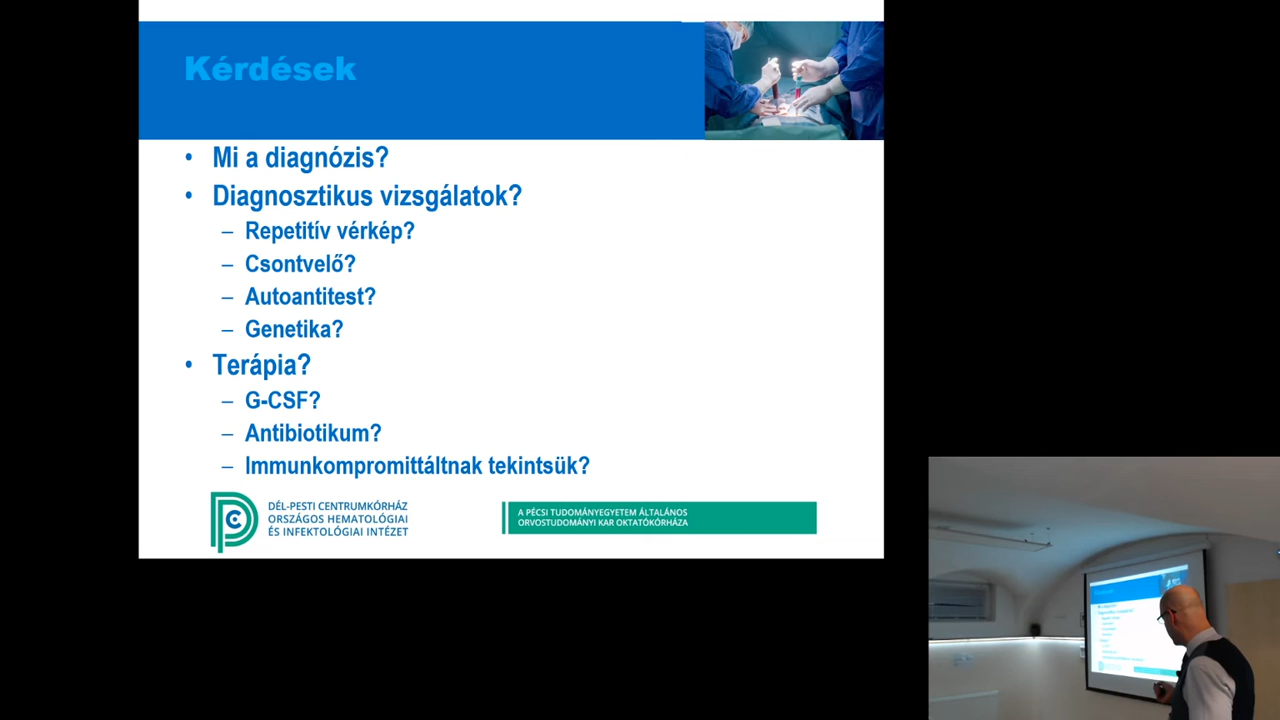 Kérdések
• Mi a diagnózis?
• Diagnosztikus vizsgálatok?
– Repetitív vérkép?
– Csontvelő?
– Autoantitest?
– Genetika?
• Terápia?
– G-CSF?
– Antibiotikum?
– Immunkompromittáltnak tekintsük?
DÉL-PESTI CENTRUMKÓRHÁZ
ORSZÁGOS HEMATOLÓGIAI
ÉS INFEKTOLÓGIAI INTÉZET
A PÉCSI TUDOMÁNYEGYETEM ÁLTALÁNOS
ORVOSTUDOMÁNYI KAR OKTATÓKÓRHÁZA